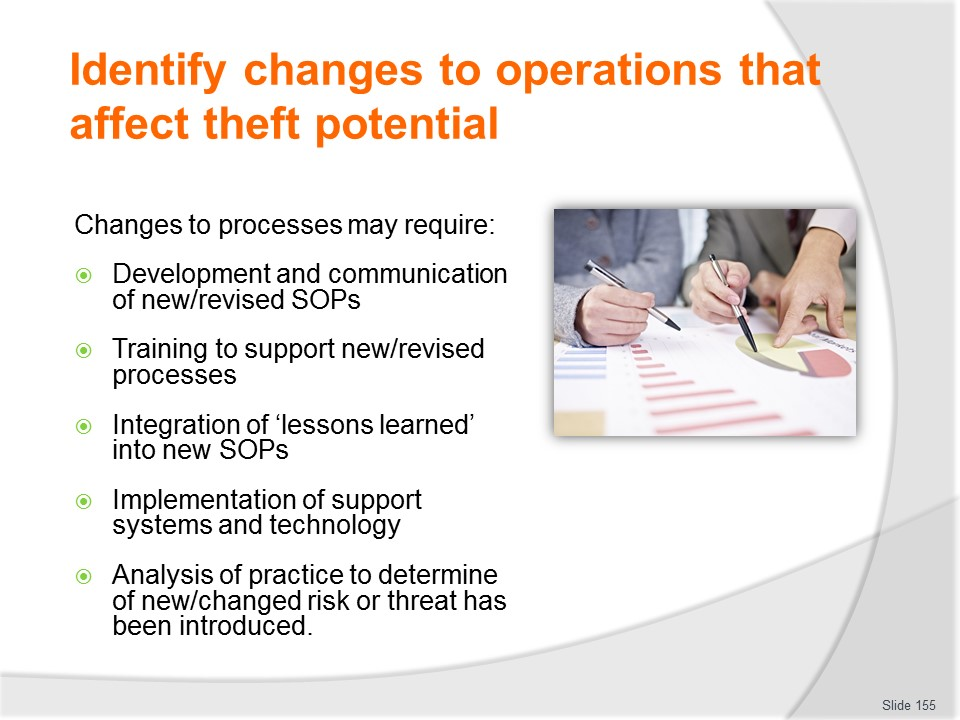 Identify changes to operations that
affect theft potential
Changes to processes may require:
Development and communication
of new/revised SOPs
Training to support new/revised
processes
Integration of ‘lessons learned’
into new SOPs
Implementation of support
systems and technology
Analysis of practice to determine
of new/changed risk or threat has
been introduced.
Slide 155